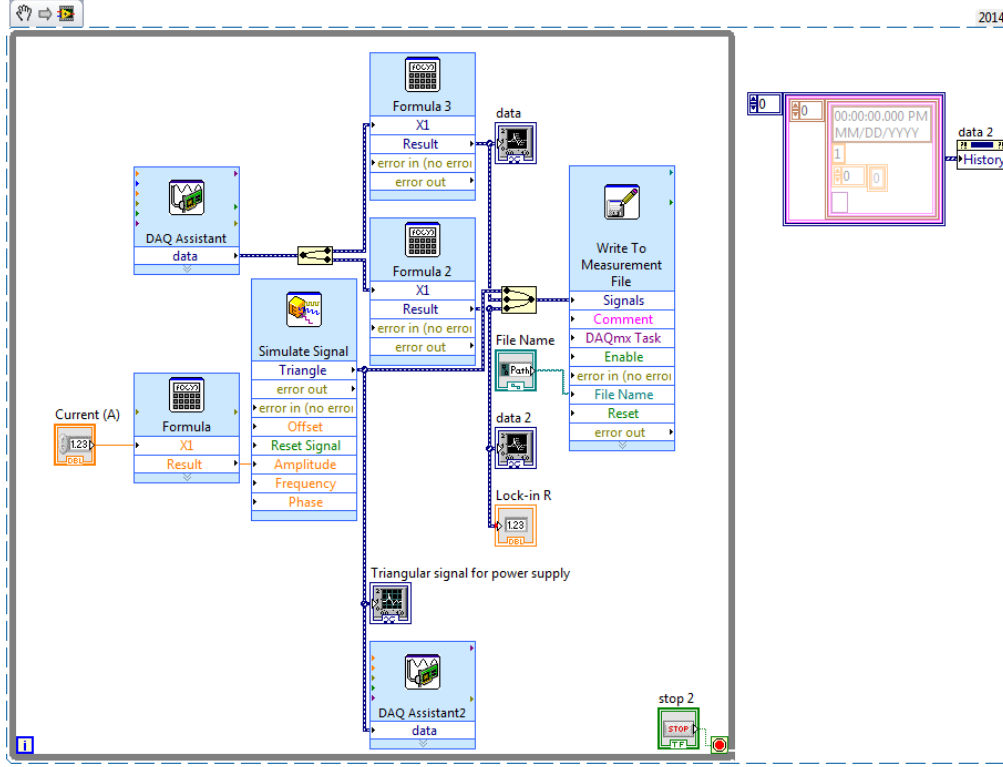 2014
f(x,y)
Formula 3
X1
Result
error in (no erro
error out
data
DAQ Assistant
data
f(x,y)
Formula 2
X1
Result
error in (no erro
error out
Write To
Measurement
File
Signals
Comment
DAQmx Task
Enable
error in (no erro
File Name
Reset
error out
Simulate Signal
Triangle
error out
error in (no erro
Offset
Reset Signal
Amplitude
Frequency
Phase
File Name
Path
data 2
Lock-in R
1.23
DBL
Current (A)
1.23
DBL
f(x,y)
Formula
X1
Result
Triangular signal for power supply
DAQ Assistant2
data
stop 2
STOP
TF
i
0
0
00:00:00.000 PM
MM/DD/YYYY
1
0
0
data 2
History